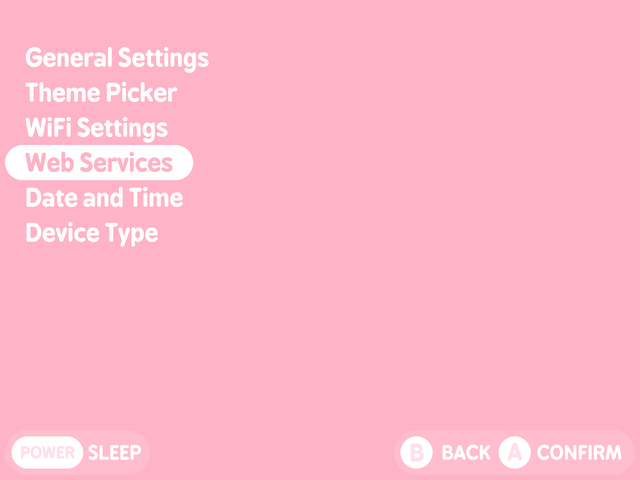 General Settings
Theme Picker
WiFi Settings
Web Services
Date and Time
Device Type
POWER SLEEP
B BACK A CONFIRM